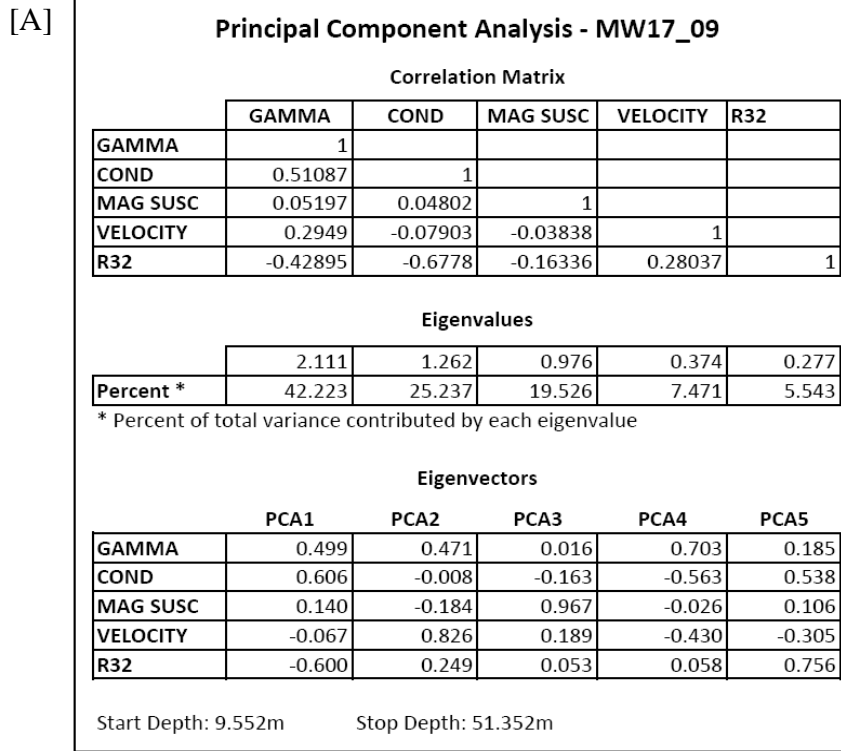 [A]
Principal Component Analysis - MW17_09
Correlation Matrix
GAMMA COND MAG SUSC VELOCITY R32
GAMMA 1
COND 0.51087 1
MAG SUSC 0.05197 0.04802 1
VELOCITY 0.2949 -0.07903 -0.03838 1
R32 -0.42895 -0.6778 -0.16336 0.28037 1
Eigenvalues
2.111 1.262 0.976 0.374 0.277
Percent * 42.223 25.237 19.526 7.471 5.543
* Percent of total variance contributed by each eigenvalue
Eigenvectors
PCA1 PCA2 PCA3 PCA4 PCA5
GAMMA 0.499 0.471 0.016 0.703 0.185
COND 0.606 -0.008 -0.163 -0.563 0.538
MAG SUSC 0.140 -0.184 0.967 -0.026 0.106
VELOCITY -0.067 0.826 0.189 -0.430 -0.305
R32 -0.600 0.249 0.053 0.058 0.756
Start Depth: 9.552m Stop Depth: 51.352m